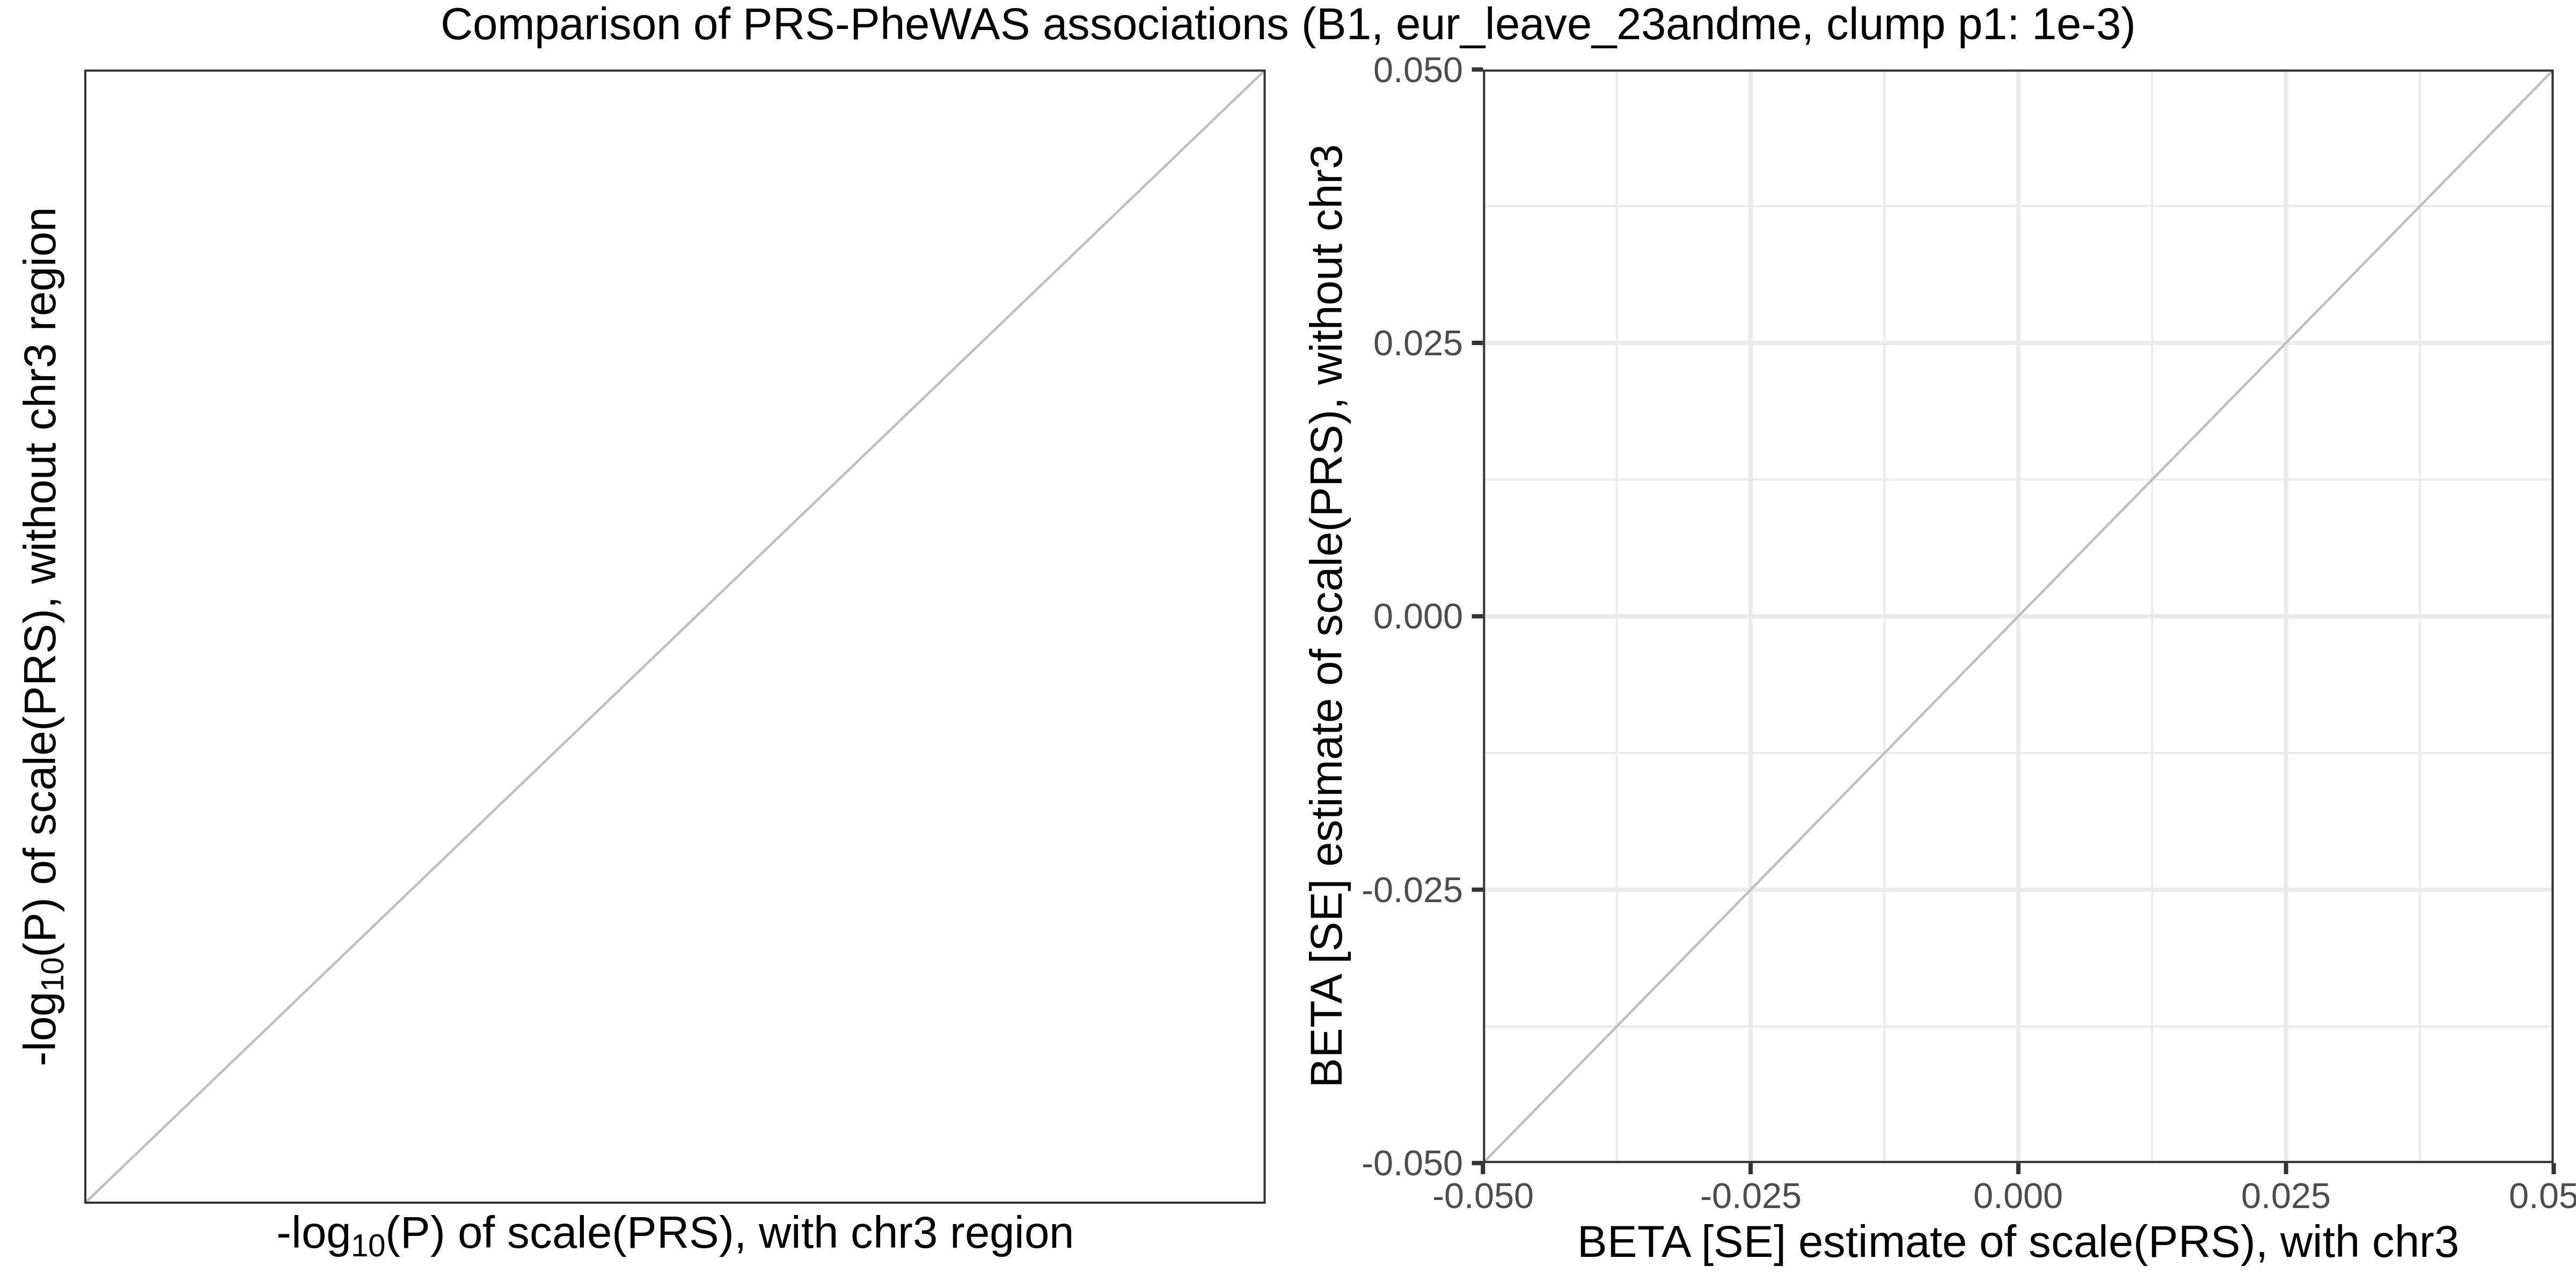 Comparison of PRS-PheWAS associations (B1, eur_leave_23andme, clump p1: 1e-3)
-log10(P) of scale(PRS), without chr3 region
-log10(P) of scale(PRS), with chr3 region
BETA [SE] estimate of scale(PRS), without chr3
0.050
0.025
0.000
-0.025
-0.050
-0.050 -0.025 0.000 0.025 0.05
BETA [SE] estimate of scale(PRS), with chr3